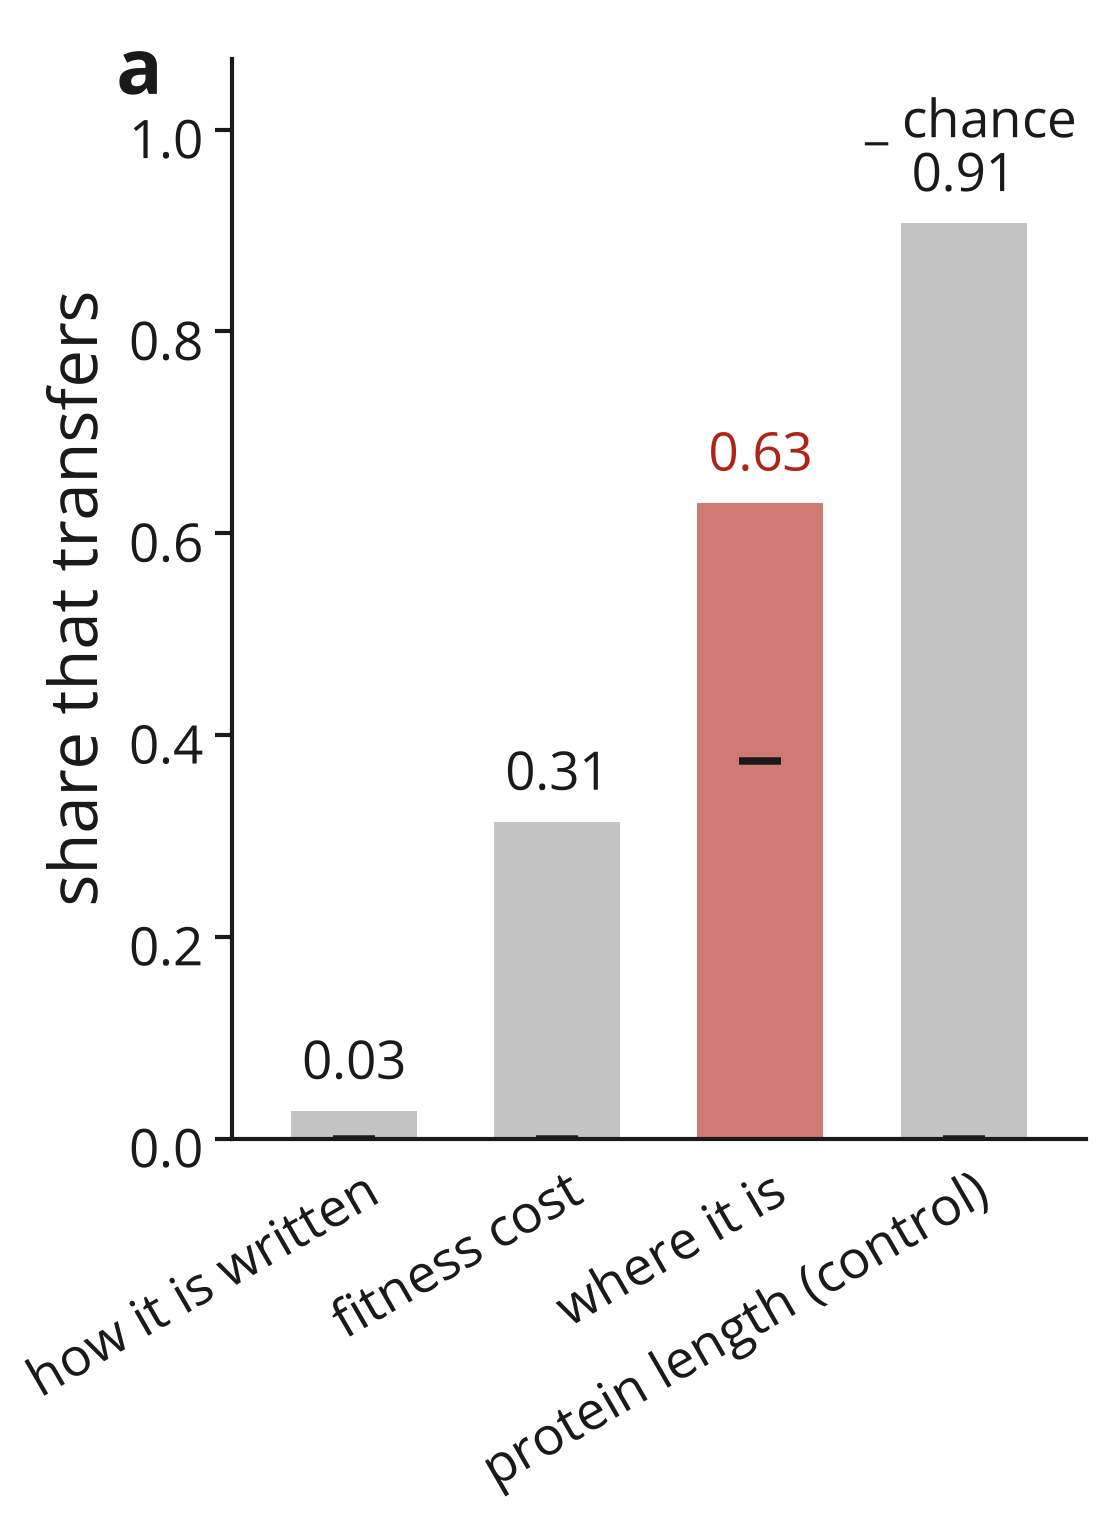 a
chance
0.91
1.0
0.8
0.6
0.4
0.2
0.0
share that transfers
0.63
0.31
0.03
how it is written
fitness cost
where it is
protein length (control)